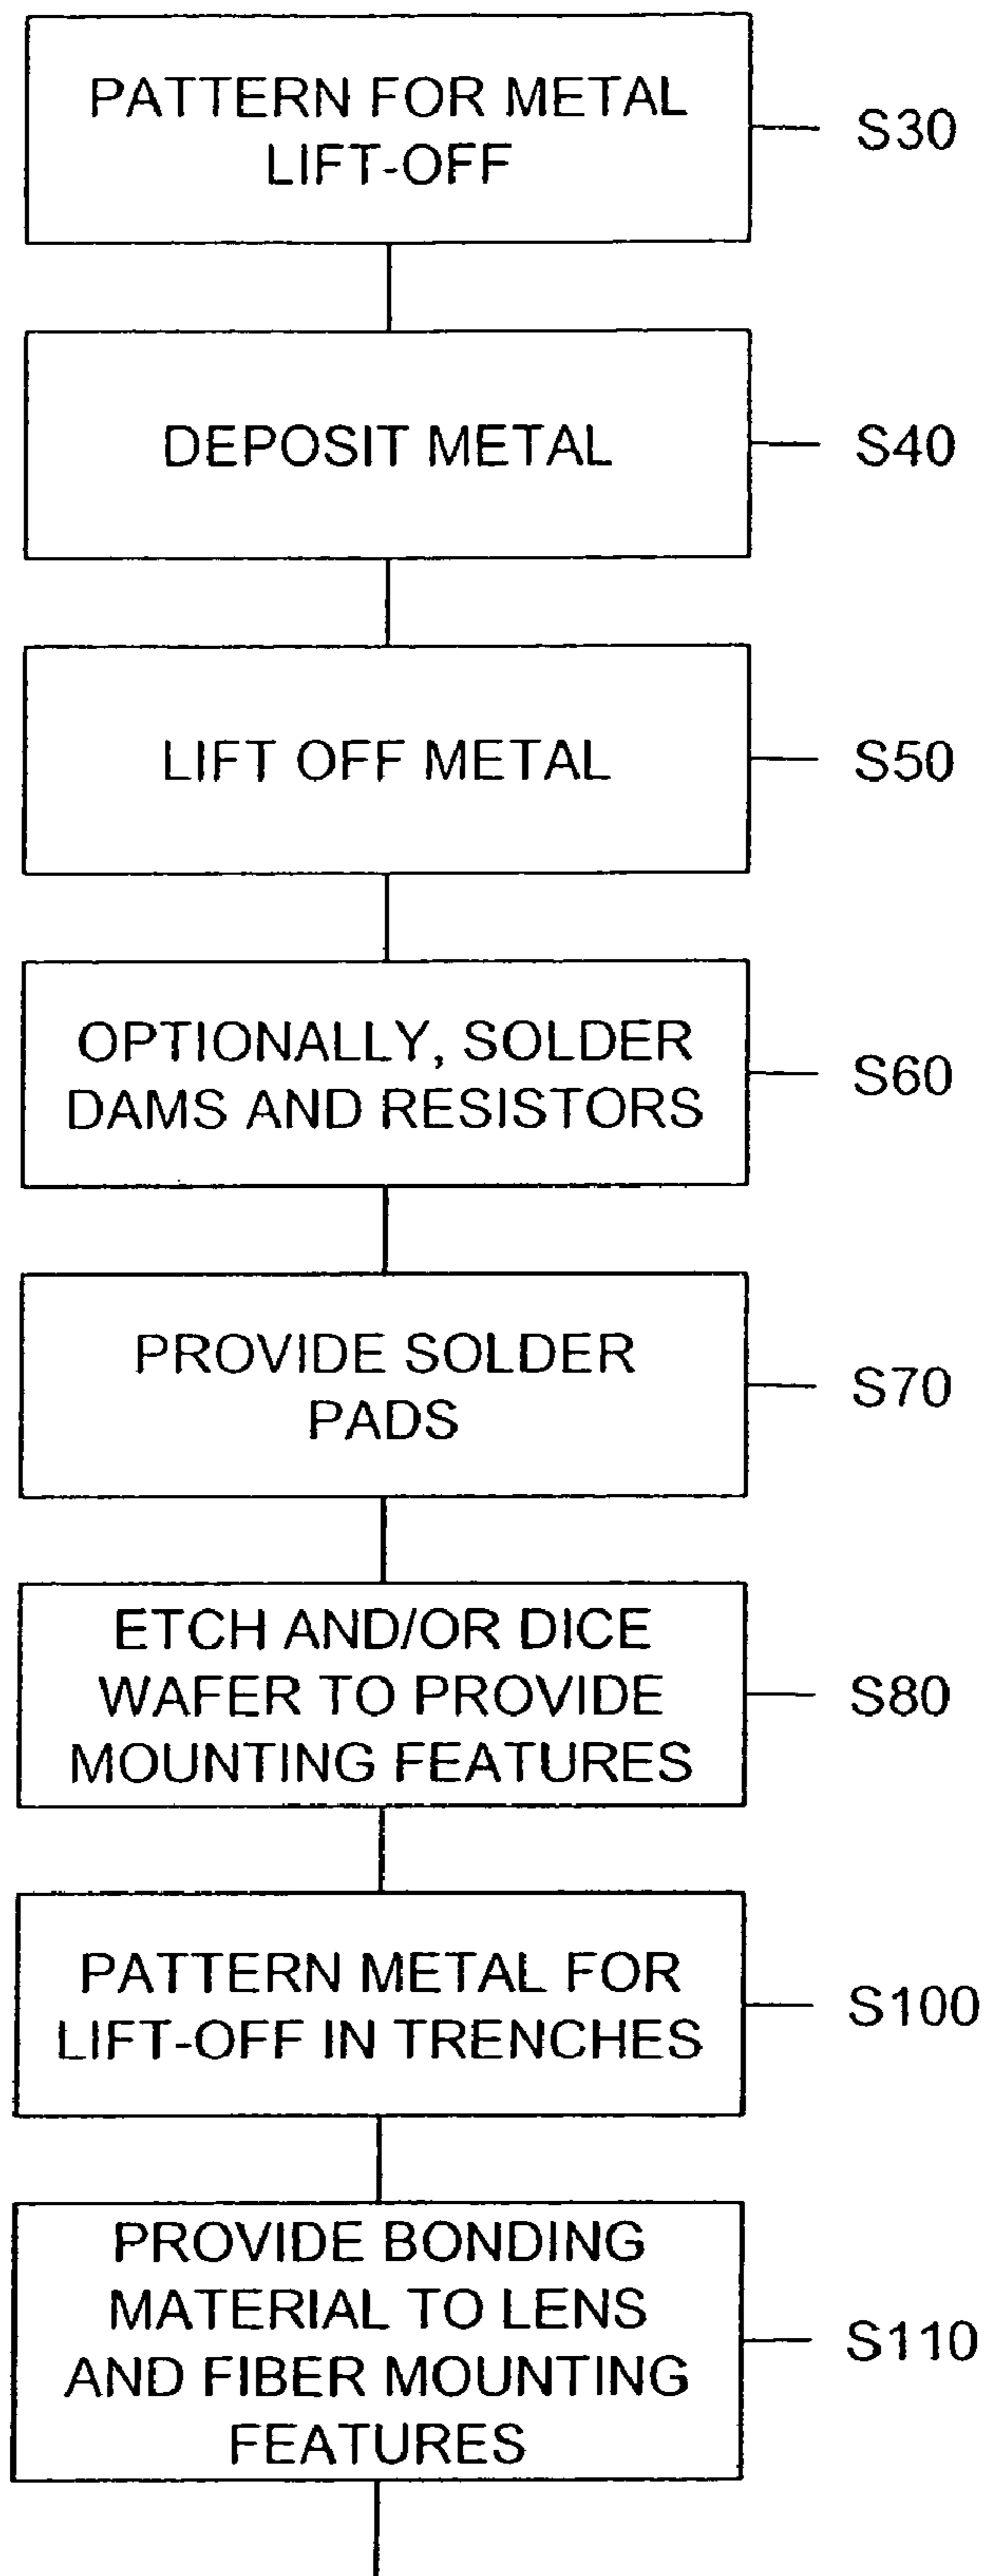 PATTERN FOR METAL
LIFT-OFF
S30
DEPOSIT METAL
S40
LIFT OFF METAL
S50
OPTIONALLY, SOLDER
DAMS AND RESISTORS
S60
PROVIDE SOLDER
PADS
S70
ETCH AND/OR DICE
WAFER TO PROVIDE
MOUNTING FEATURES
S80
PATTERN METAL FOR
LIFT-OFF IN TRENCHES
S100
PROVIDE BONDING
MATERIAL TO LENS
AND FIBER MOUNTING
FEATURES
S110